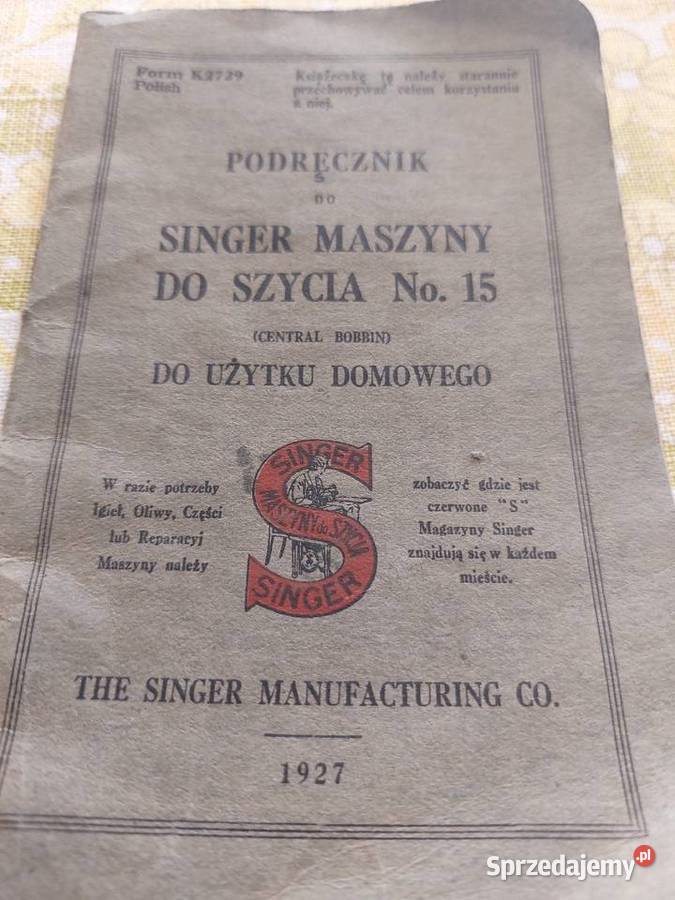 Form K2729
Polish
Książeczkę tę należy starannie
przechowywać celem korzystania
z niej.
PODRĘCZNIK
DO
SINGER MASZYNY
DO SZYCIA No. 15
(CENTRAL BOBBIN)
DO UŻYTKU DOMOWEGO
W razie potrzeby
Igieł, Oliwy, Części
lub Reparacyj
Maszyny należy
SINGER
MASZYNY do SZYCIA
SINGER
zobaczyć gdzie jest
czerwone "S"
Magazyny Singer
znajdują się w każdem
mieście.
THE SINGER MANUFACTURING CO.
1927
Sprzedajemy.pl